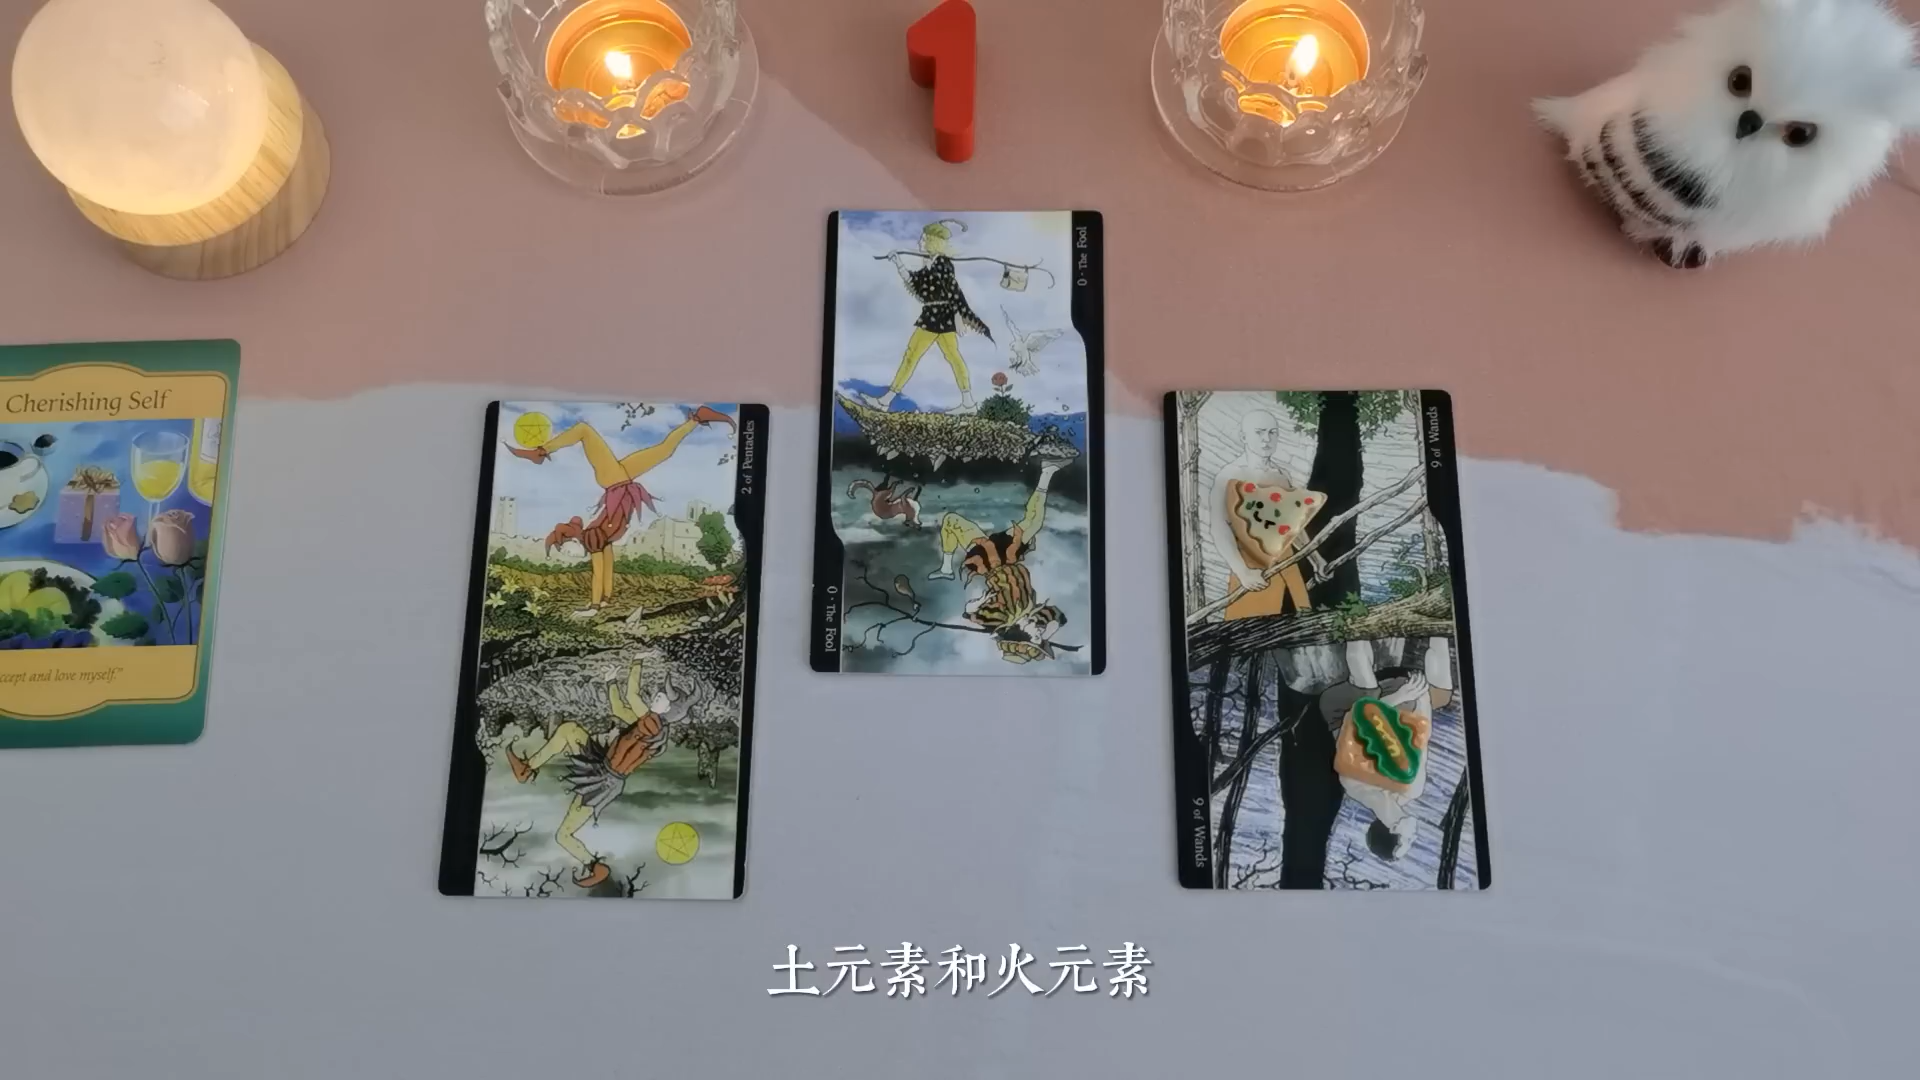 1
0 · The Fool
0 · The Fool
Cherishing Self
ccept and love myself."
2 of Pentacles
9 of Wands
9 of Wands
土元素和火元素